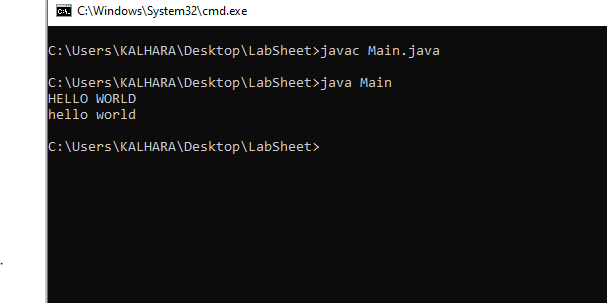 C:\Windows\System32\cmd.exe
C:\Users\KALHARA\Desktop\LabSheet>javac Main.java
C:\Users\KALHARA\Desktop\LabSheet>java Main
HELLO WORLD
hello world
C:\Users\KALHARA\Desktop\LabSheet>